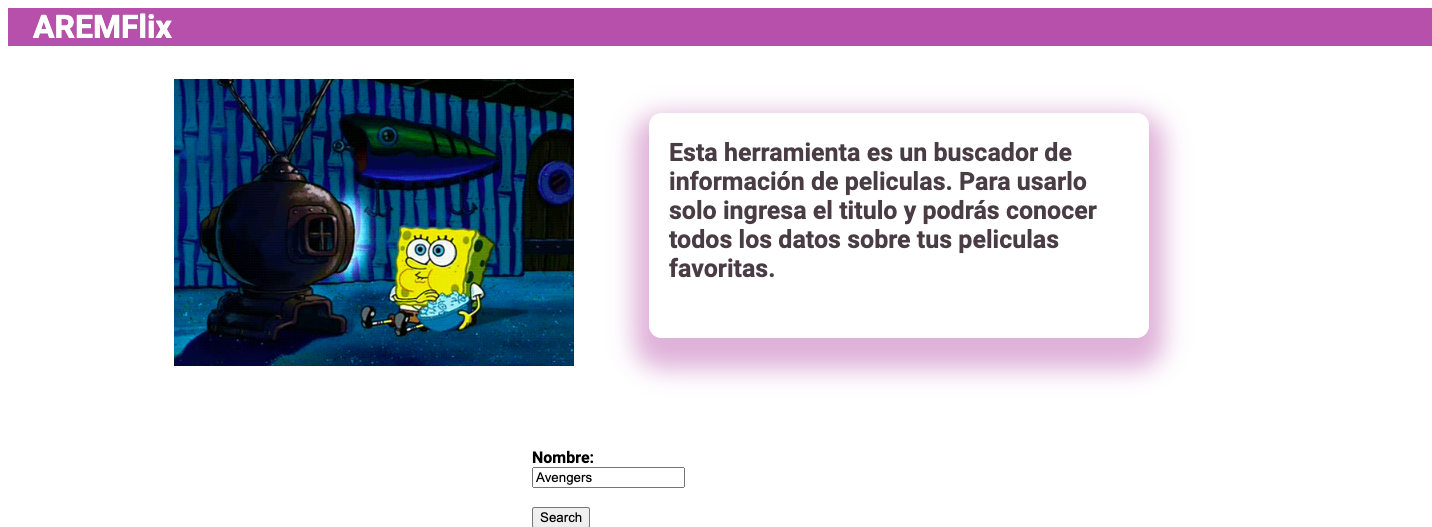 AREMFlix
Esta herramienta es un buscador de
información de peliculas. Para usarlo
solo ingresa el titulo y podrás conocer
todos los datos sobre tus peliculas
favoritas.
Nombre:
Avengers
Search